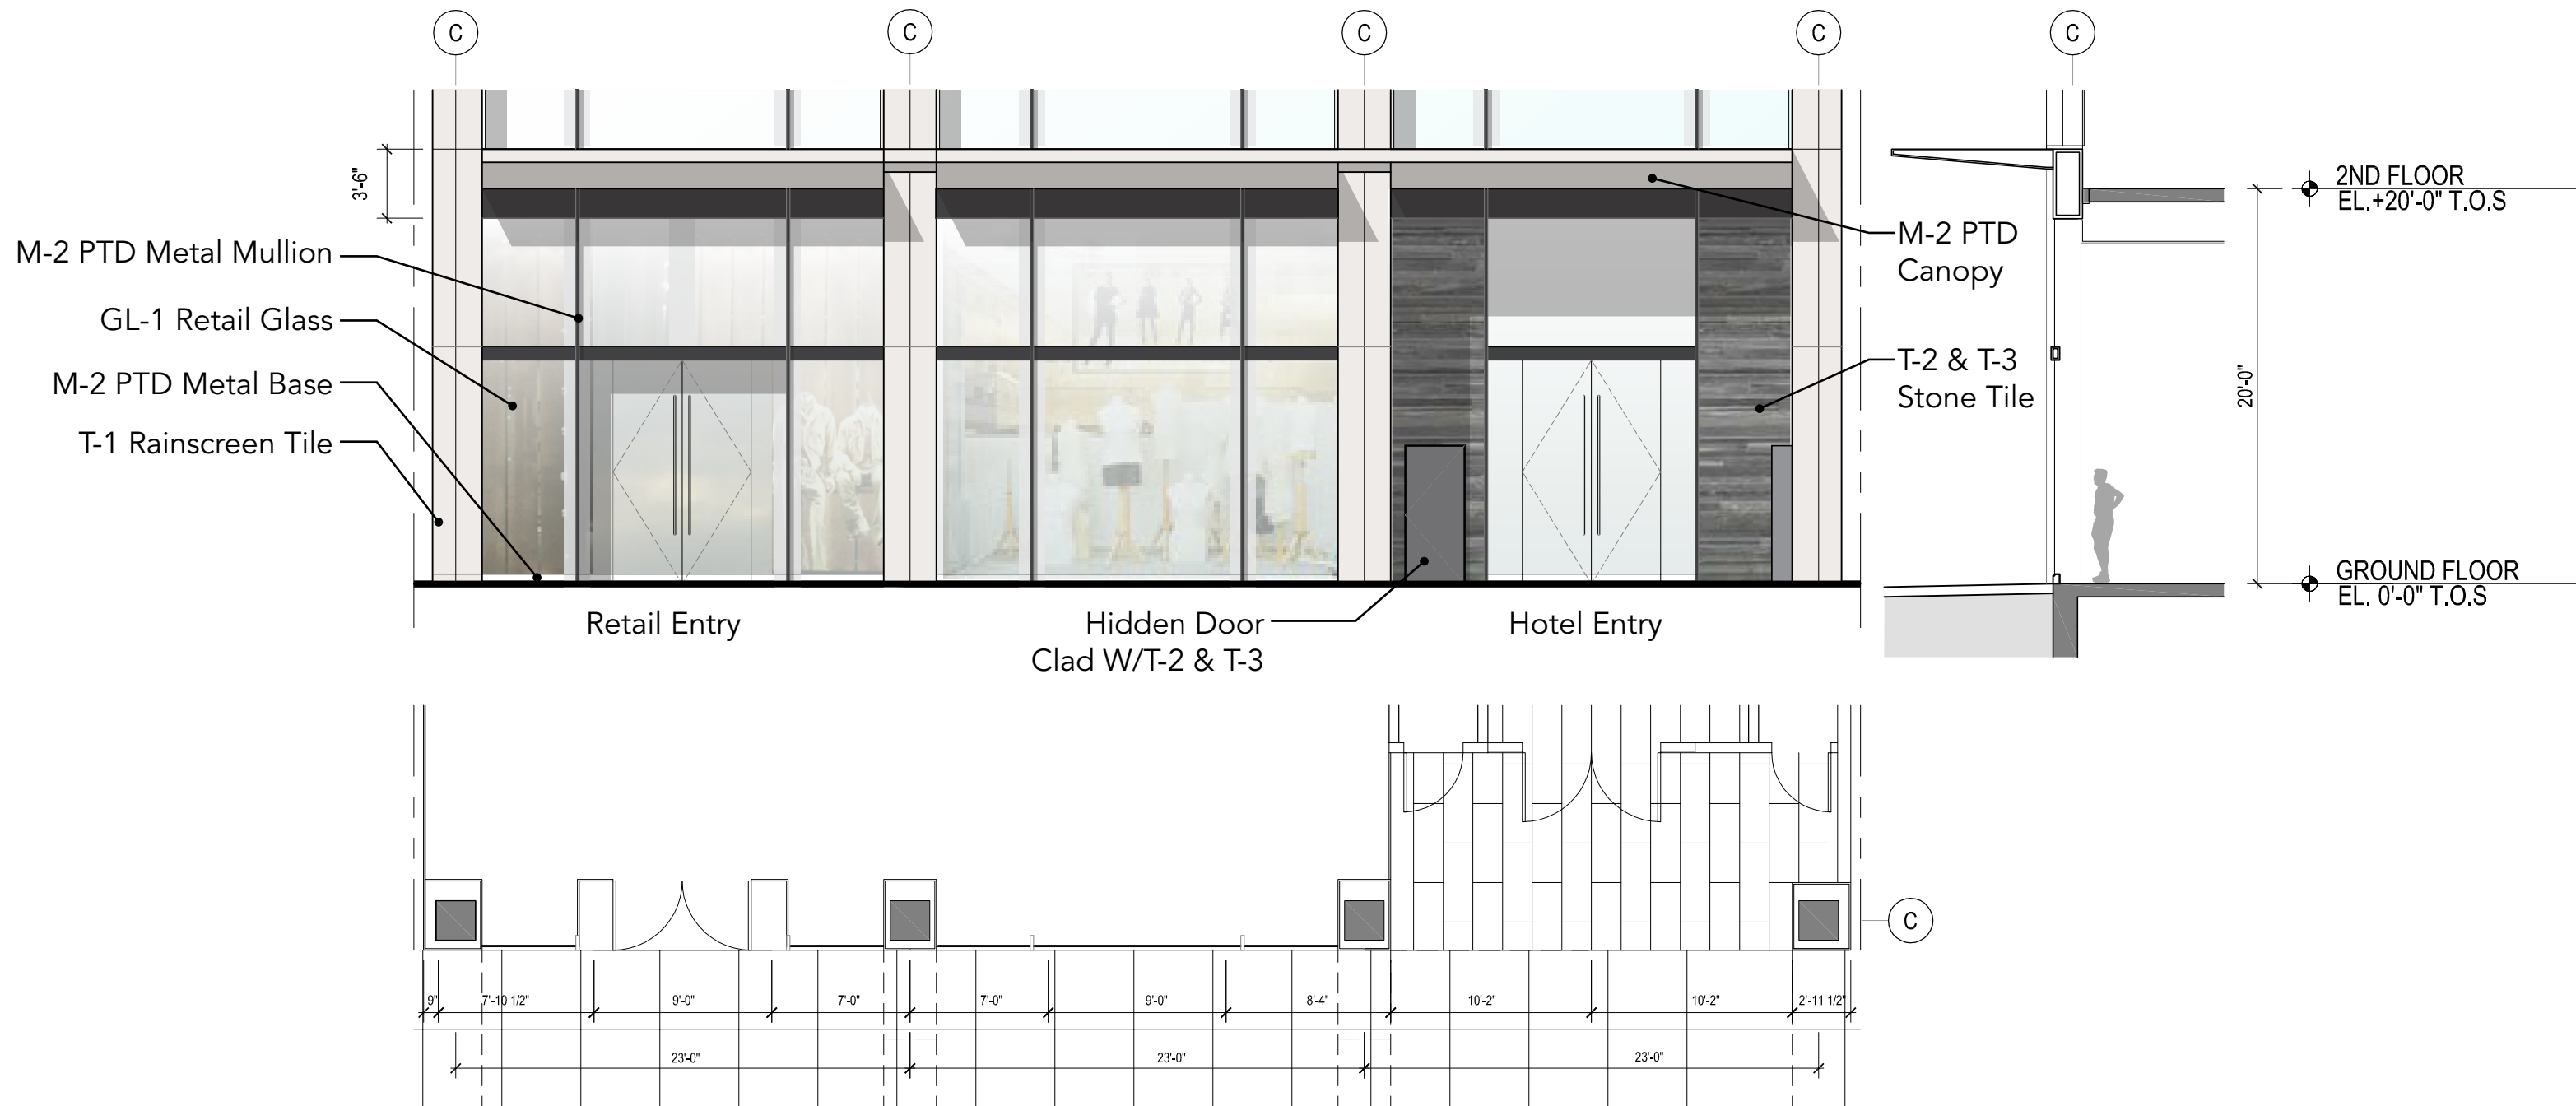 C
C
C
C
C
3'-6"
M-2 PTD Metal Mullion
GL-1 Retail Glass
M-2 PTD Metal Base
T-1 Rainscreen Tile
M-2 PTD
Canopy
T-2 & T-3
Stone Tile
2ND FLOOR
EL.+20'-0" T.O.S
20'-0"
GROUND FLOOR
EL. 0'-0" T.O.S
Retail Entry
Hidden Door
Clad W/T-2 & T-3
Hotel Entry
C
9"
7'-10 1/2"
9'-0"
7'-0"
7'-0"
9'-0"
8'-4"
10'-2"
10'-2"
2'-11 1/2"
23'-0"
23'-0"
23'-0"